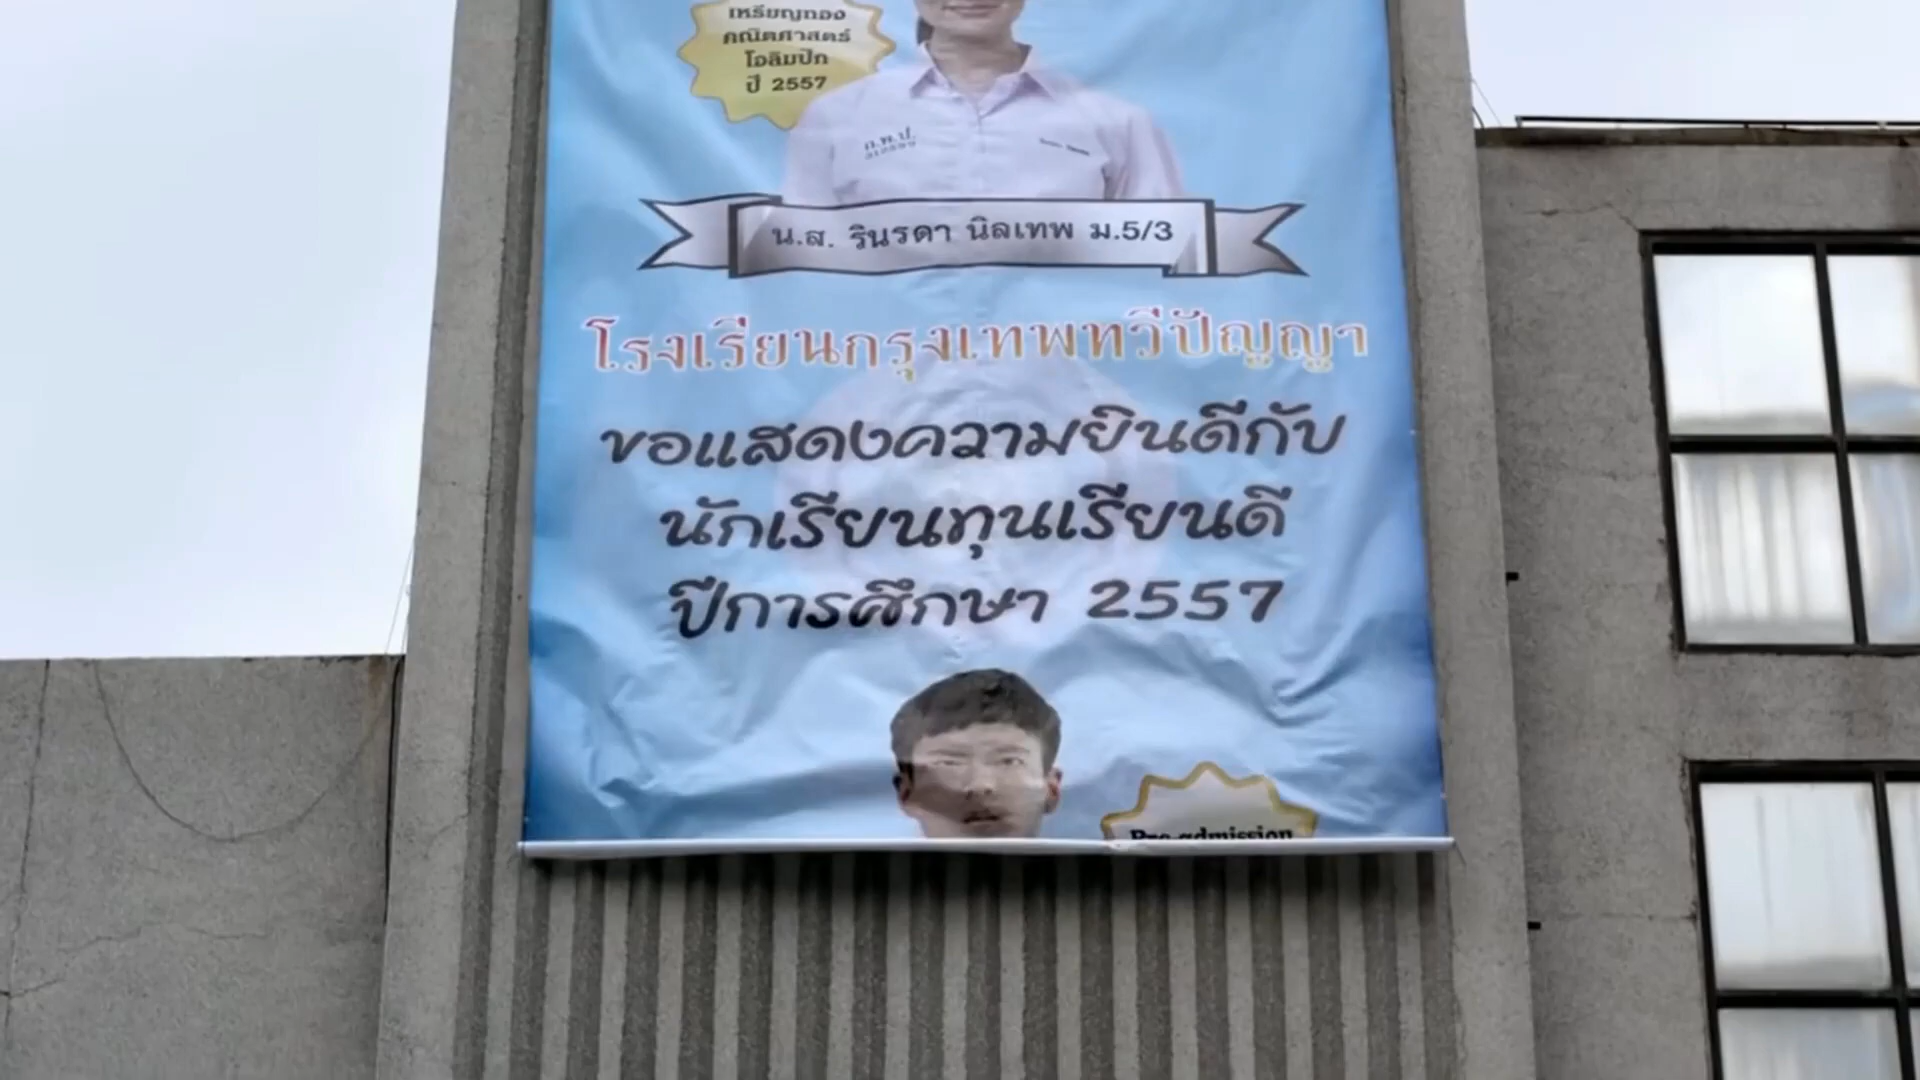 เหรียญทอง
คณิตศาสตร์
โอลิมปิก
ปี 2557
ก.พ.ป.
น.ส. รินรดา นิลเทพ ม.5/3
โรงเรียนกรุงเทพทวีปัญญา
ขอแสดงความยินดีกับ
นักเรียนทุนเรียนดี
ปีการศึกษา 2557
Pre-admission